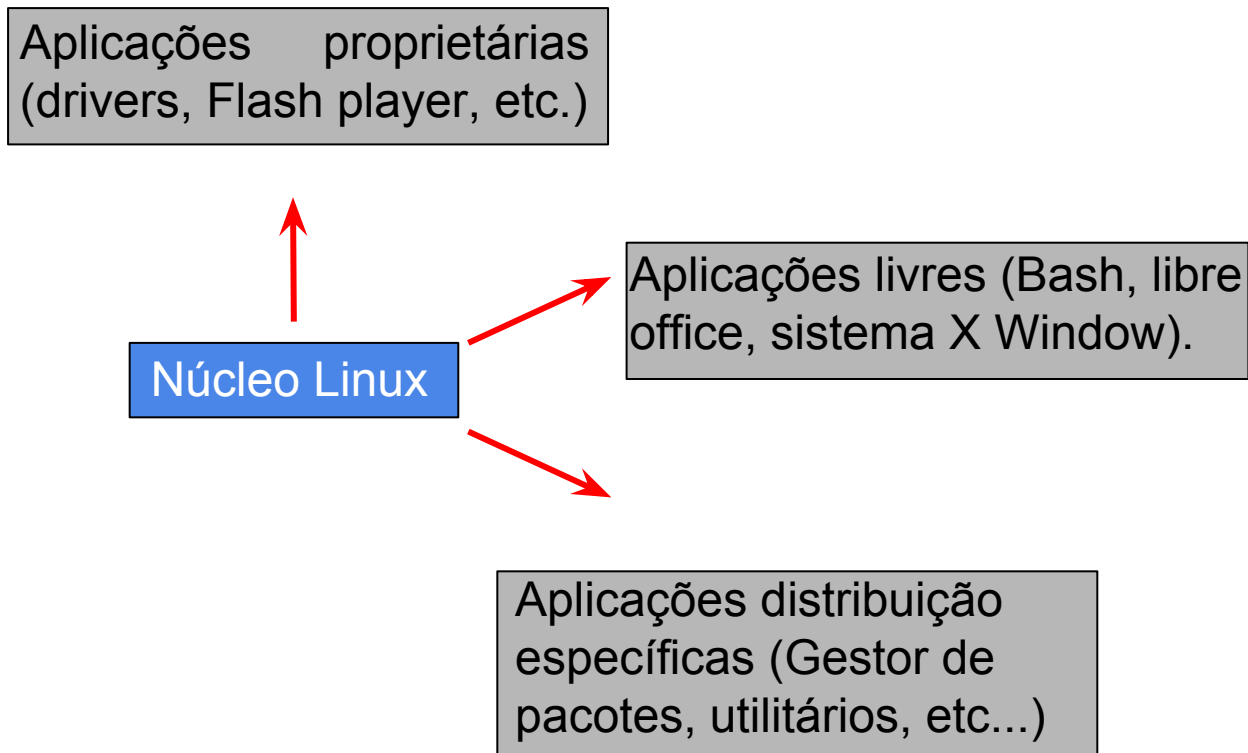 Aplicações proprietárias
(drivers, Flash player, etc.)
Aplicações livres (Bash, libre
office, sistema X Window).
Núcleo Linux
Aplicações distribuição
específicas (Gestor de
pacotes, utilitários, etc...)